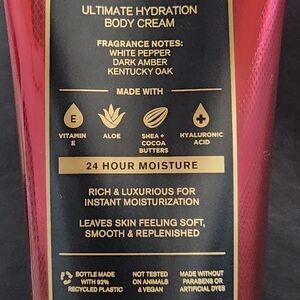 ULTIMATE HYDRATION
BODY CREAM
FRAGRANCE NOTES:
WHITE PEPPER
DARK AMBER
KENTUCKY OAK
MADE WITH
E
VITAMIN
E
ALOE
SHEA +
COCOA
BUTTERS
HYALURONIC
ACID
24 HOUR MOISTURE
RICH & LUXURIOUS FOR
INSTANT MOISTURIZATION
LEAVES SKIN FEELING SOFT,
SMOOTH & REPLENISHED
BOTTLE MADE
WITH 82%
RECYCLED PLASTIC
NOT TESTED
ON ANIMALS
& VEGAN
MADE WITHOUT
PARABENS OR
ARTIFICIAL DYES